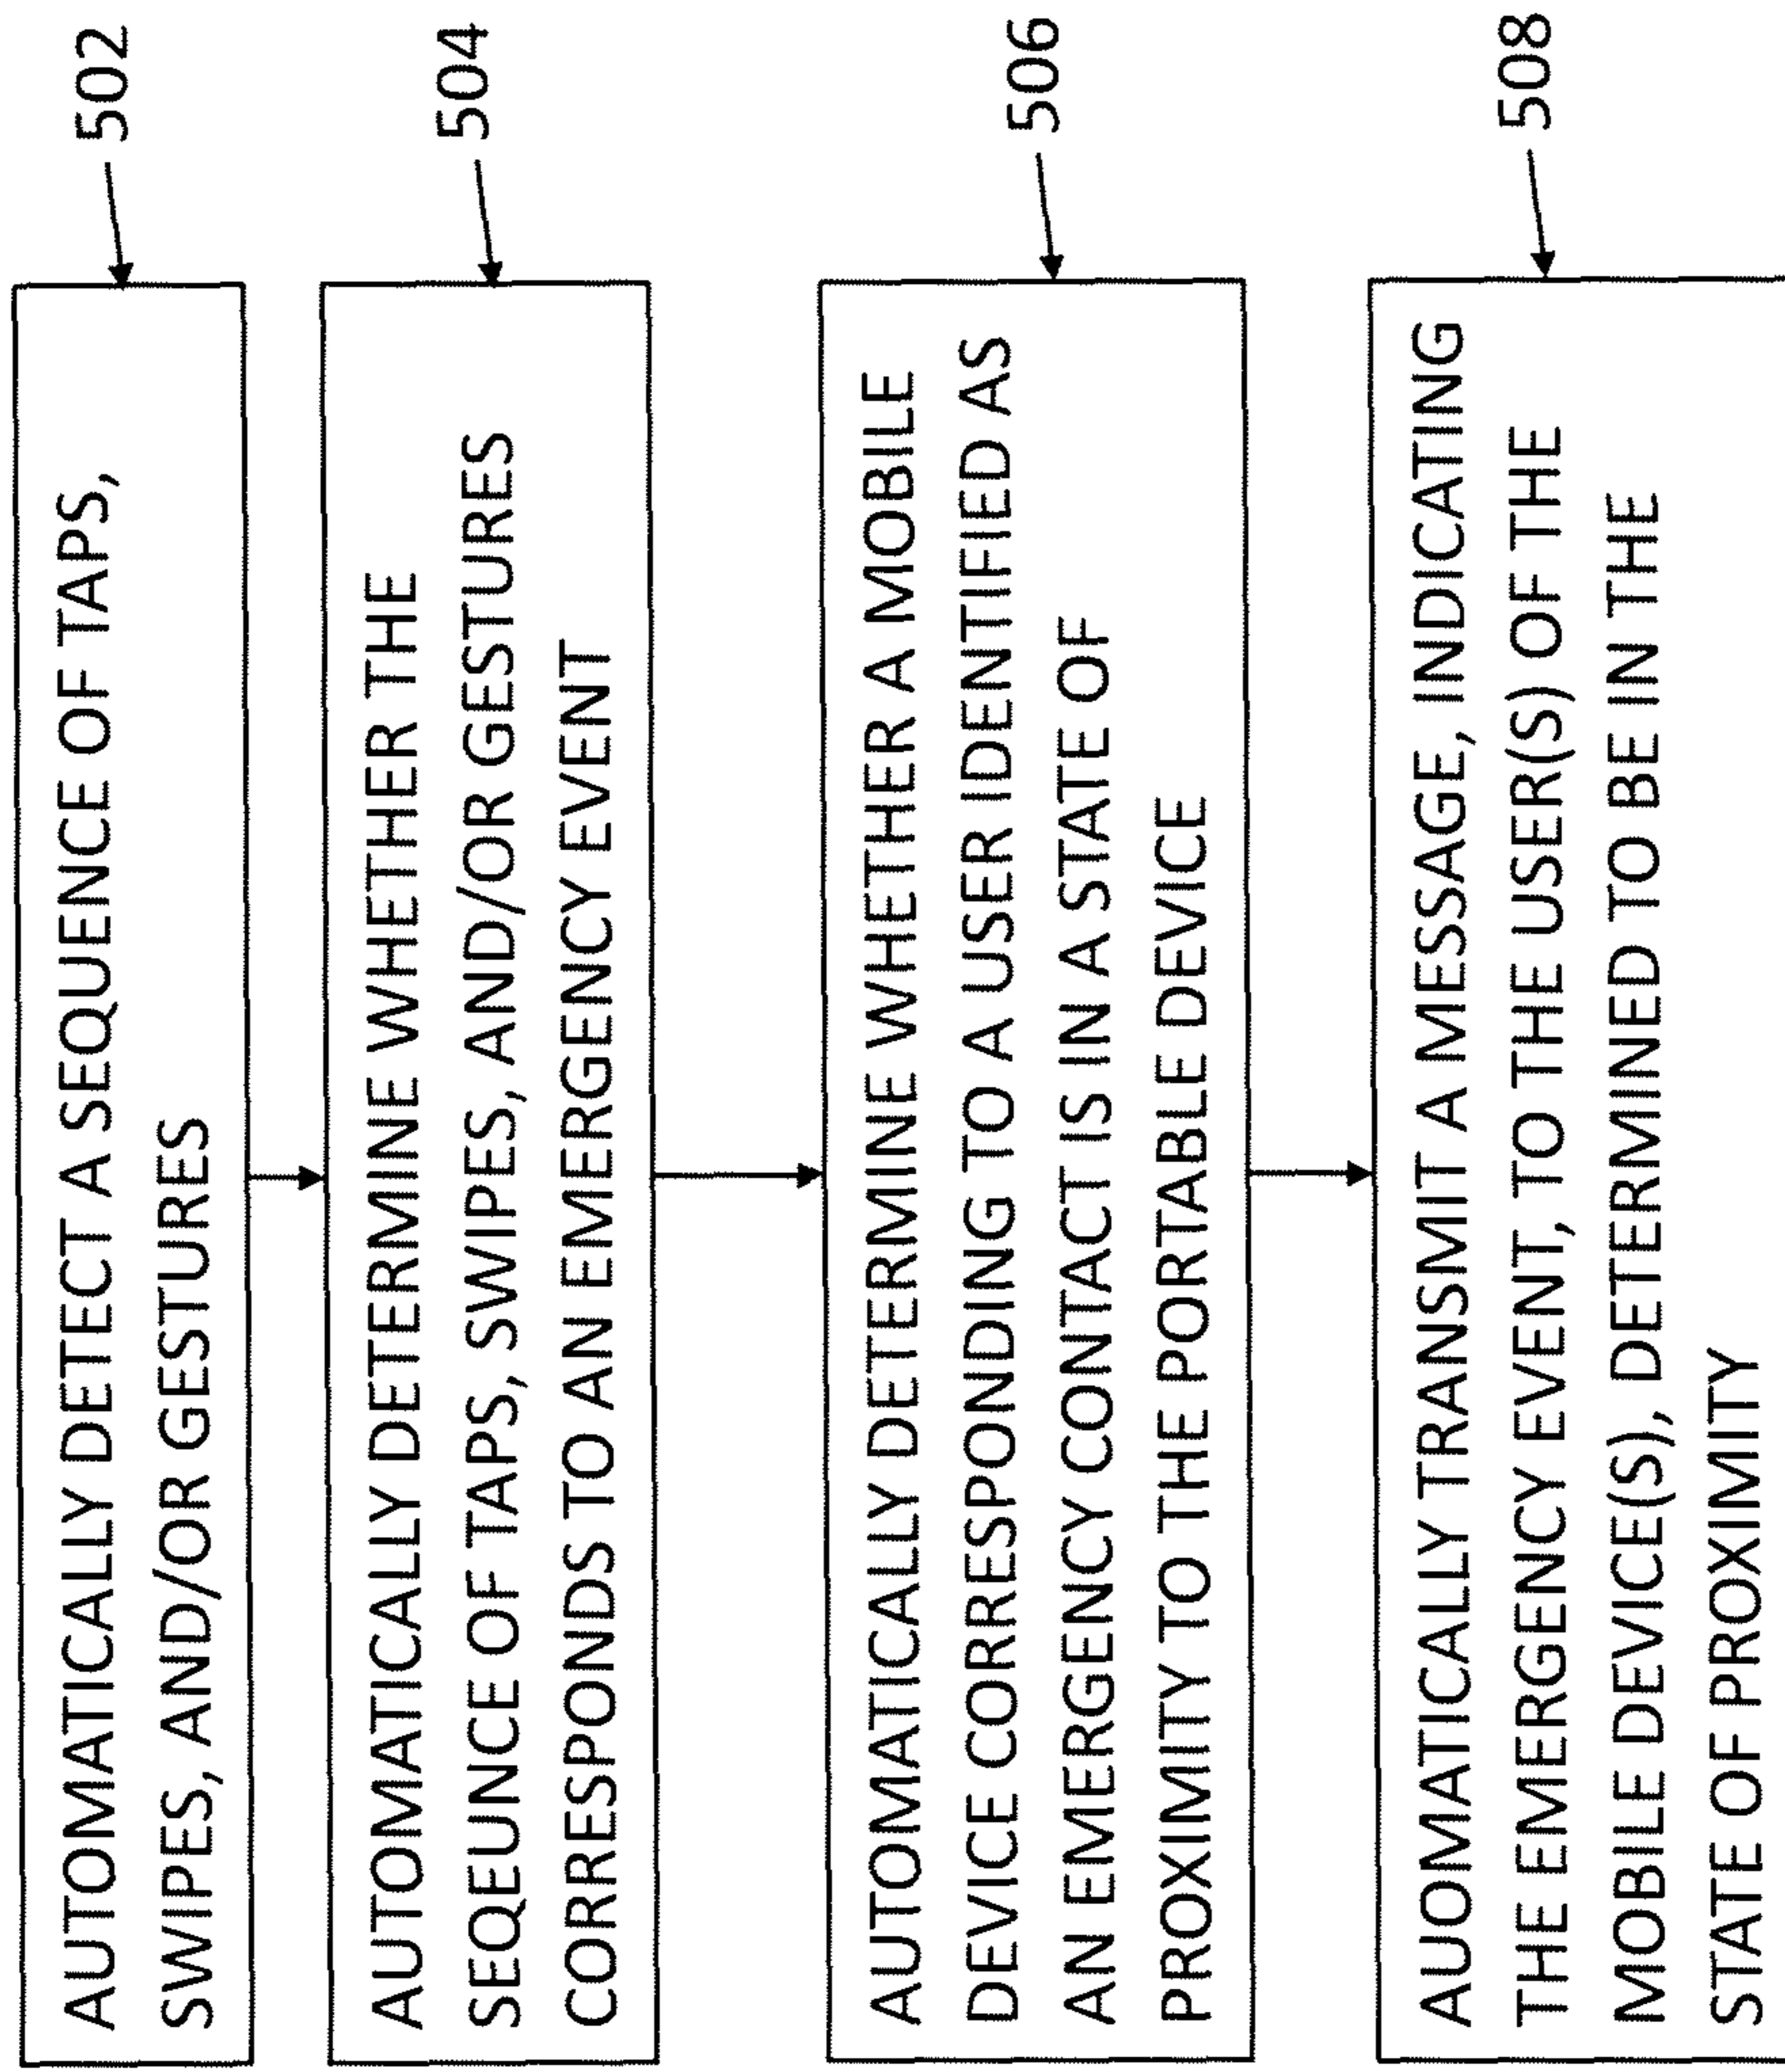 AUTOMATICALLY DETECT A SEQUENCE OF TAPS,
SWIPES, AND/OR GESTURES
502
AUTOMATICALLY DETERMINE WHETHER THE
SEQEUNCE OF TAPS, SWIPES, AND/OR GESTURES
CORRESPONDS TO AN EMERGENCY EVENT
504
AUTOMATICALLY DETERMINE WHETHER A MOBILE
DEVICE CORRESPONDING TO A USER IDENTIFIED AS
AN EMERGENCY CONTACT IS IN A STATE OF
PROXIMITY TO THE PORTABLE DEVICE
506
AUOMATICALLY TRANSMIT A MESSAGE, INDICATING
THE EMERGENCY EVENT, TO THE USER(S) OF THE
MOBILE DEVICE(S), DETERMINED TO BE IN THE
STATE OF PROXIMITY
508